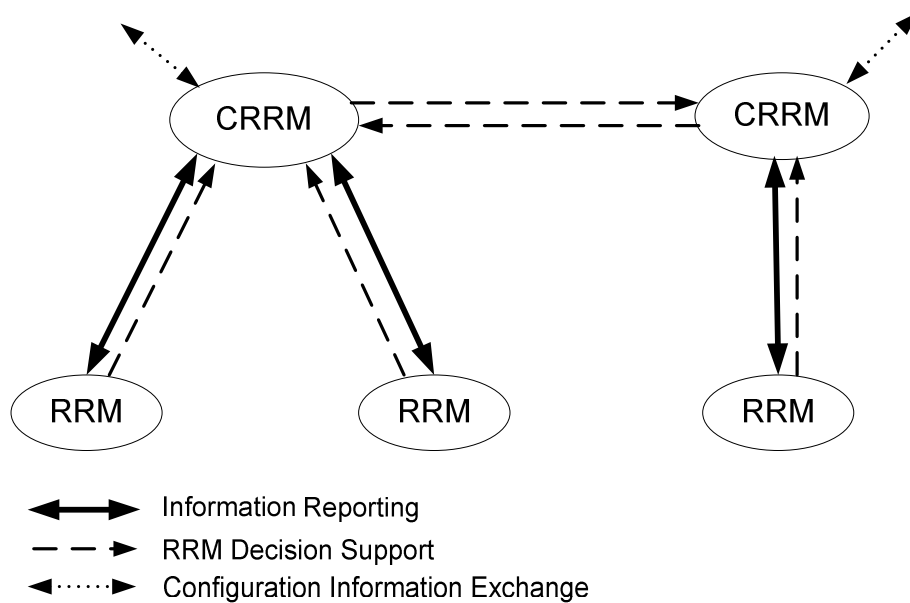 CRRM
CRRM
RRM
RRM
RRM
Information Reporting
RRM Decision Support
Configuration Information Exchange